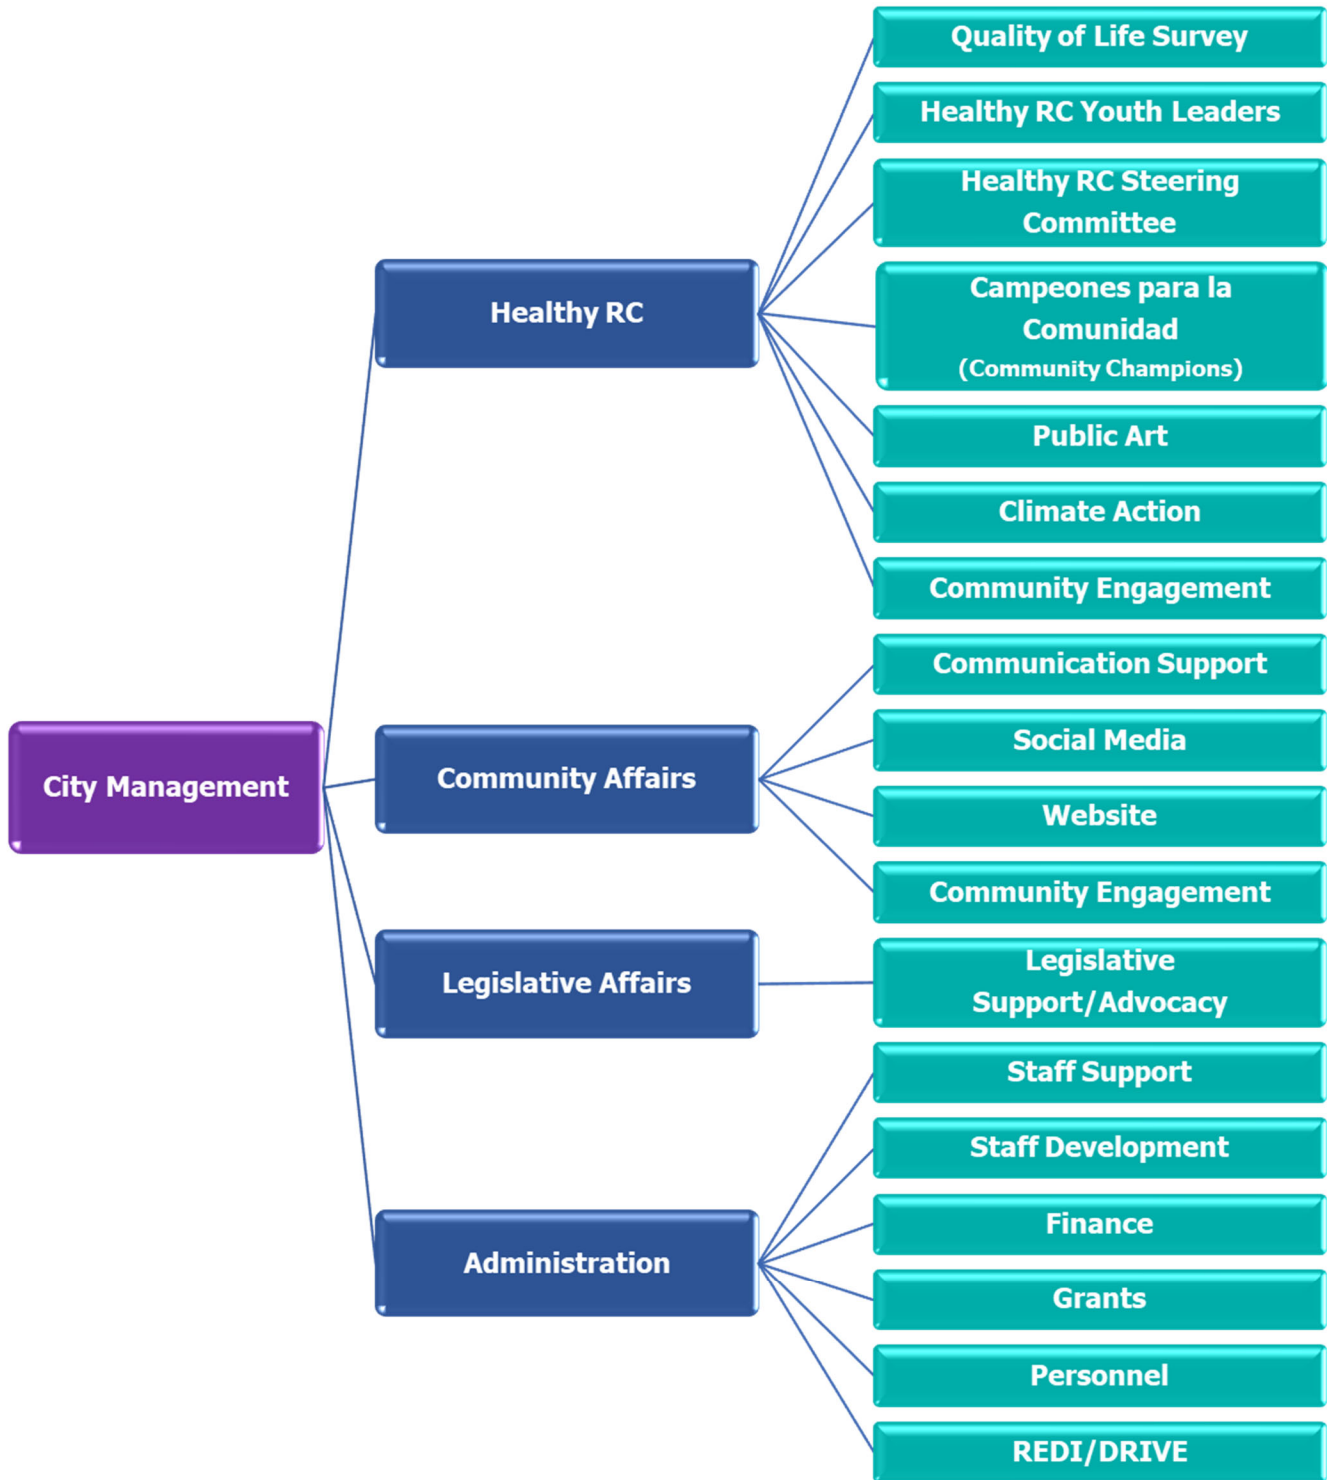 City Management
Healthy RC
Quality of Life Survey
Healthy RC Youth Leaders
Healthy RC Steering
Committee
Campeones para la
Comunidad
(Community Champions)
Public Art
Climate Action
Community Engagement
Community Affairs
Communication Support
Social Media
Website
Community Engagement
Legislative Affairs
Legislative
Support/Advocacy
Administration
Staff Support
Staff Development
Finance
Grants
Personnel
REDI/DRIVE